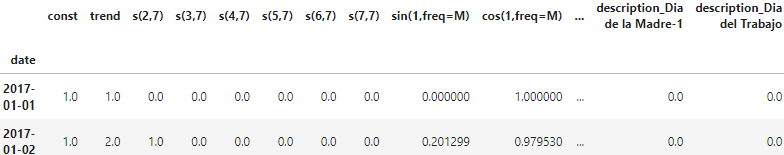 const trend s(2,7) s(3,7) s(4,7) s(5,7) s(6,7) s(7,7) sin(1,freq=M) cos(1,freq=M) ... description_Dia de la Madre-1 description_Dia del Trabajo
date
2017-01-01 1.0 1.0 0.0 0.0 0.0 0.0 0.0 0.0 0.000000 1.000000 ... 0.0 0.0
2017-01-02 1.0 2.0 1.0 0.0 0.0 0.0 0.0 0.0 0.201299 0.979530 ... 0.0 0.0